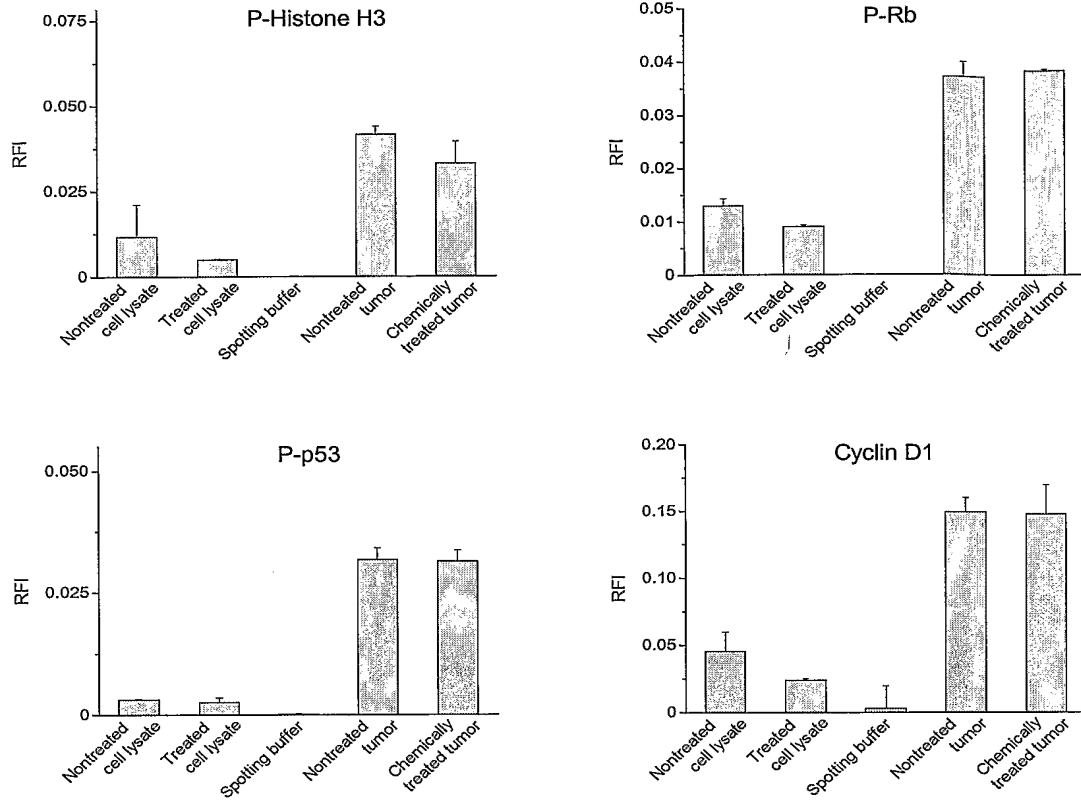 P-Histone H3
0.075
0.050
0.025
0
RFI
Nontreated
cell lysate
Treated
cell lysate
Spotting buffer
Nontreated
tumor
Chemically
treated tumor
P-Rb
0.05
0.04
0.03
0.02
0.01
0
RFI
Nontreated
cell lysate
Treated
cell lysate
Spotting buffer
Nontreated
tumor
Chemically
treated tumor
P-p53
0.050
0.025
0
RFI
Nontreated
cell lysate
Treated
cell lysate
Spotting buffer
Nontreated
tumor
Chemically
treated tumor
Cyclin D1
0.20
0.15
0.10
0.05
0
RFI
Nontreated
cell lysate
Treated
cell lysate
Spotting buffer
Nontreated
tumor
Chemically
treated tumor